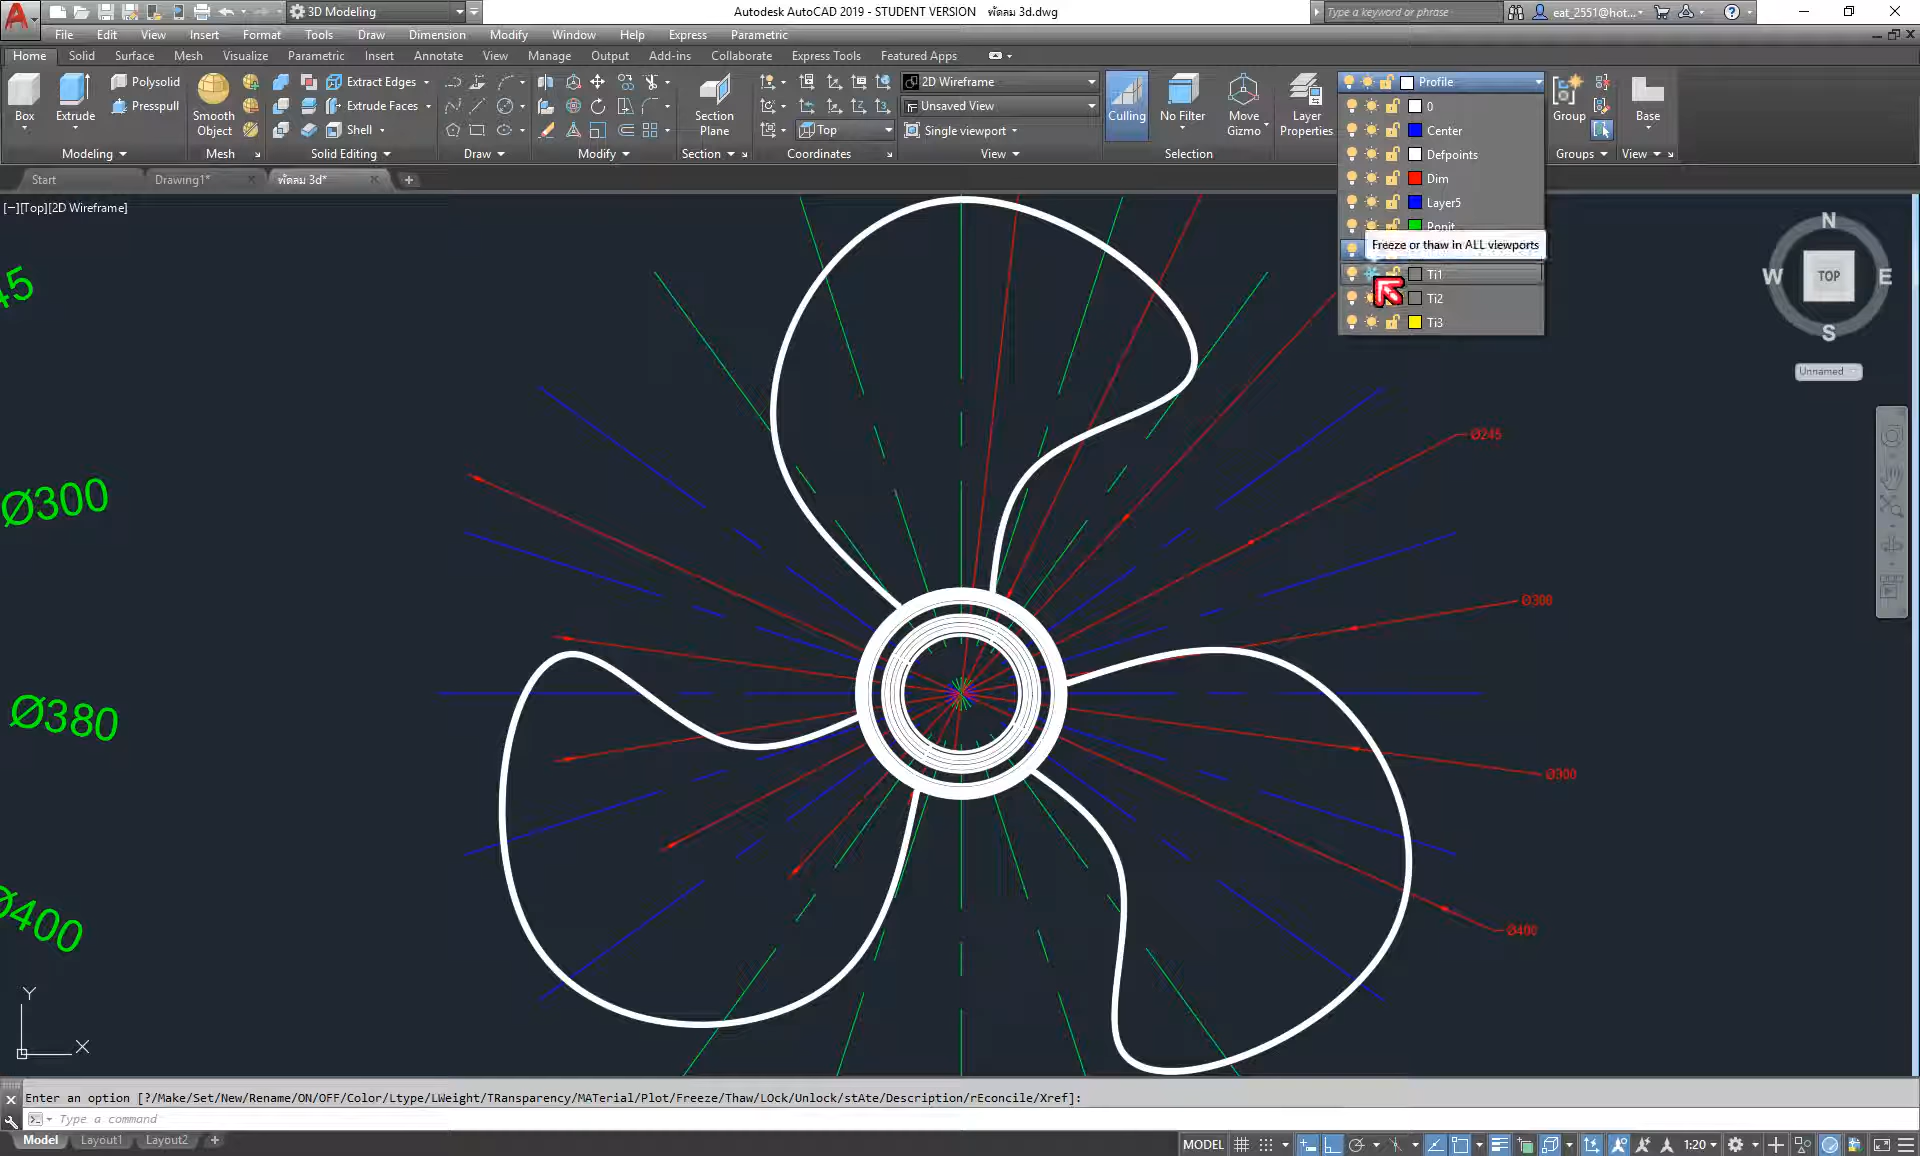 3D Modeling
Autodesk AutoCAD 2019 - STUDENT VERSION พัดลม 3d.dwg
Type a keyword or phrase
eat_2551@hot...
File Edit View Insert Format Tools Draw Dimension Modify Window Help Express Parametric
Home Solid Surface Mesh Visualize Parametric Insert Annotate View Manage Output Add-ins Collaborate Express Tools Featured Apps
Box
Extrude
Polysolid
Presspull
Smooth Object
Extract Edges
Extrude Faces
Shell
Section Plane
Top
2D Wireframe
Unsaved View
Single viewport
Culling
No Filter
Move Gizmo
Layer Properties
Profile
Group
Base
Modeling Mesh Solid Editing Draw Modify Section Coordinates View Selection Groups View
0
Center
Defpoints
Dim
Layer5
Ponit
Freeze or thaw in ALL viewports
Ti1
Ti2
Ti3
Start Drawing1* พัดลม 3d*
[−][Top][2D Wireframe]
N
W TOP E
S
Unnamed
45
Ø300
Ø380
Ø400
Ø245
Ø300
Ø300
Ø400
Y
X
Enter an option [?/Make/Set/New/Rename/ON/OFF/Color/Ltype/LWeight/TRansparency/MATerial/Plot/Freeze/Thaw/LOck/Unlock/stAte/Description/rEconcile/Xref]:
Type a command
Model Layout1 Layout2
MODEL 1:20